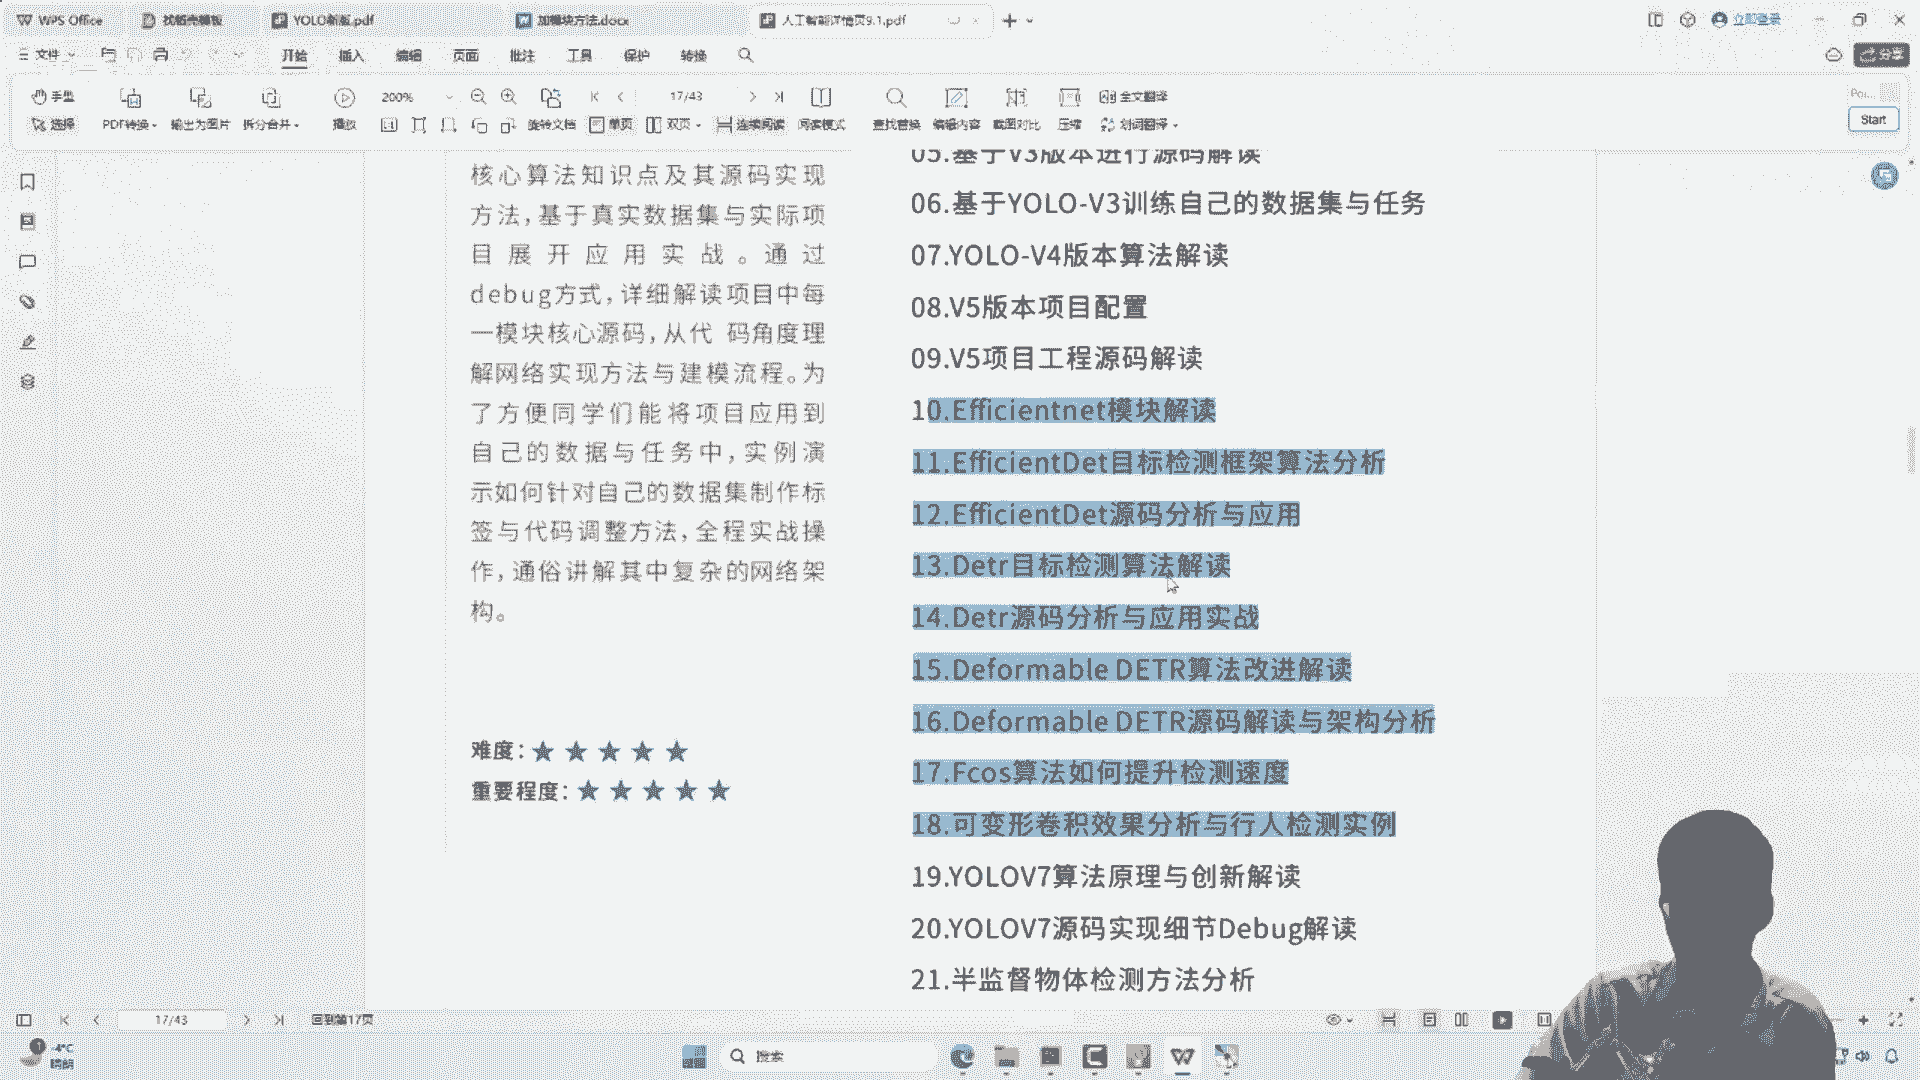 WPS Office
找稻壳模板
YOLO新版.pdf
加模块方法.docx
人工智能详情页9.1.pdf
立即登录
文件
开始
插入
编辑
页面
批注
工具
保护
转换
分享
手型
200%
17/43
全文翻译
选择
PDF转换
输出为图片
拆分合并
播放
旋转文档
单页
双页
连续阅读
阅读模式
查找替换
编辑内容
截图对比
压缩
划词翻译
Start
核心算法知识点及其源码实现
方法,基于真实数据集与实际项
目展开应用实战。通过
debug方式,详细解读项目中每
一模块核心源码,从代 码角度理
解网络实现方法与建模流程。为
了方便同学们能将项目应用到
自己的数据与任务中,实例演
示如何针对自己的数据集制作标
签与代码调整方法,全程实战操
作,通俗讲解其中复杂的网络架
构。
难度:★★★★★
重要程度:★★★★★
05.基于V3版本进行源码解读
06.基于YOLO-V3训练自己的数据集与任务
07.YOLO-V4版本算法解读
08.V5版本项目配置
09.V5项目工程源码解读
10.Efficientnet模块解读
11.EfficientDet目标检测框架算法分析
12.EfficientDet源码分析与应用
13.Detr目标检测算法解读
14.Detr源码分析与应用实战
15.Deformable DETR算法改进解读
16.Deformable DETR源码解读与架构分析
17.Fcos算法如何提升检测速度
18.可变形卷积效果分析与行人检测实例
19.YOLOV7算法原理与创新解读
20.YOLOV7源码实现细节Debug解读
21.半监督物体检测方法分析
17/43
回到第17页
-4°C
晴朗
搜索